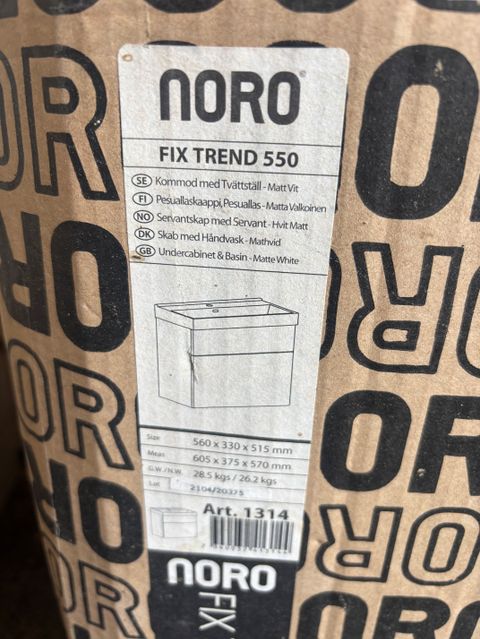 NORO
FIX TREND 550
SE Kommod med Tvättställ - Matt Vit
FI Pesuallaskaappi, Pesuallas - Matta Valkoinen
NO Servantskap med Servant - Hvit Matt
DK Skab med Håndvask - Mathvid
GB Undercabinet & Basin - Matte White
Size 560 x 330 x 515 mm
Meas 605 x 375 x 570 mm
G.W./N.W. 28.5 kgs / 26.2 kgs
Lot 2104/20375
Art. 1314
NORO
FIX